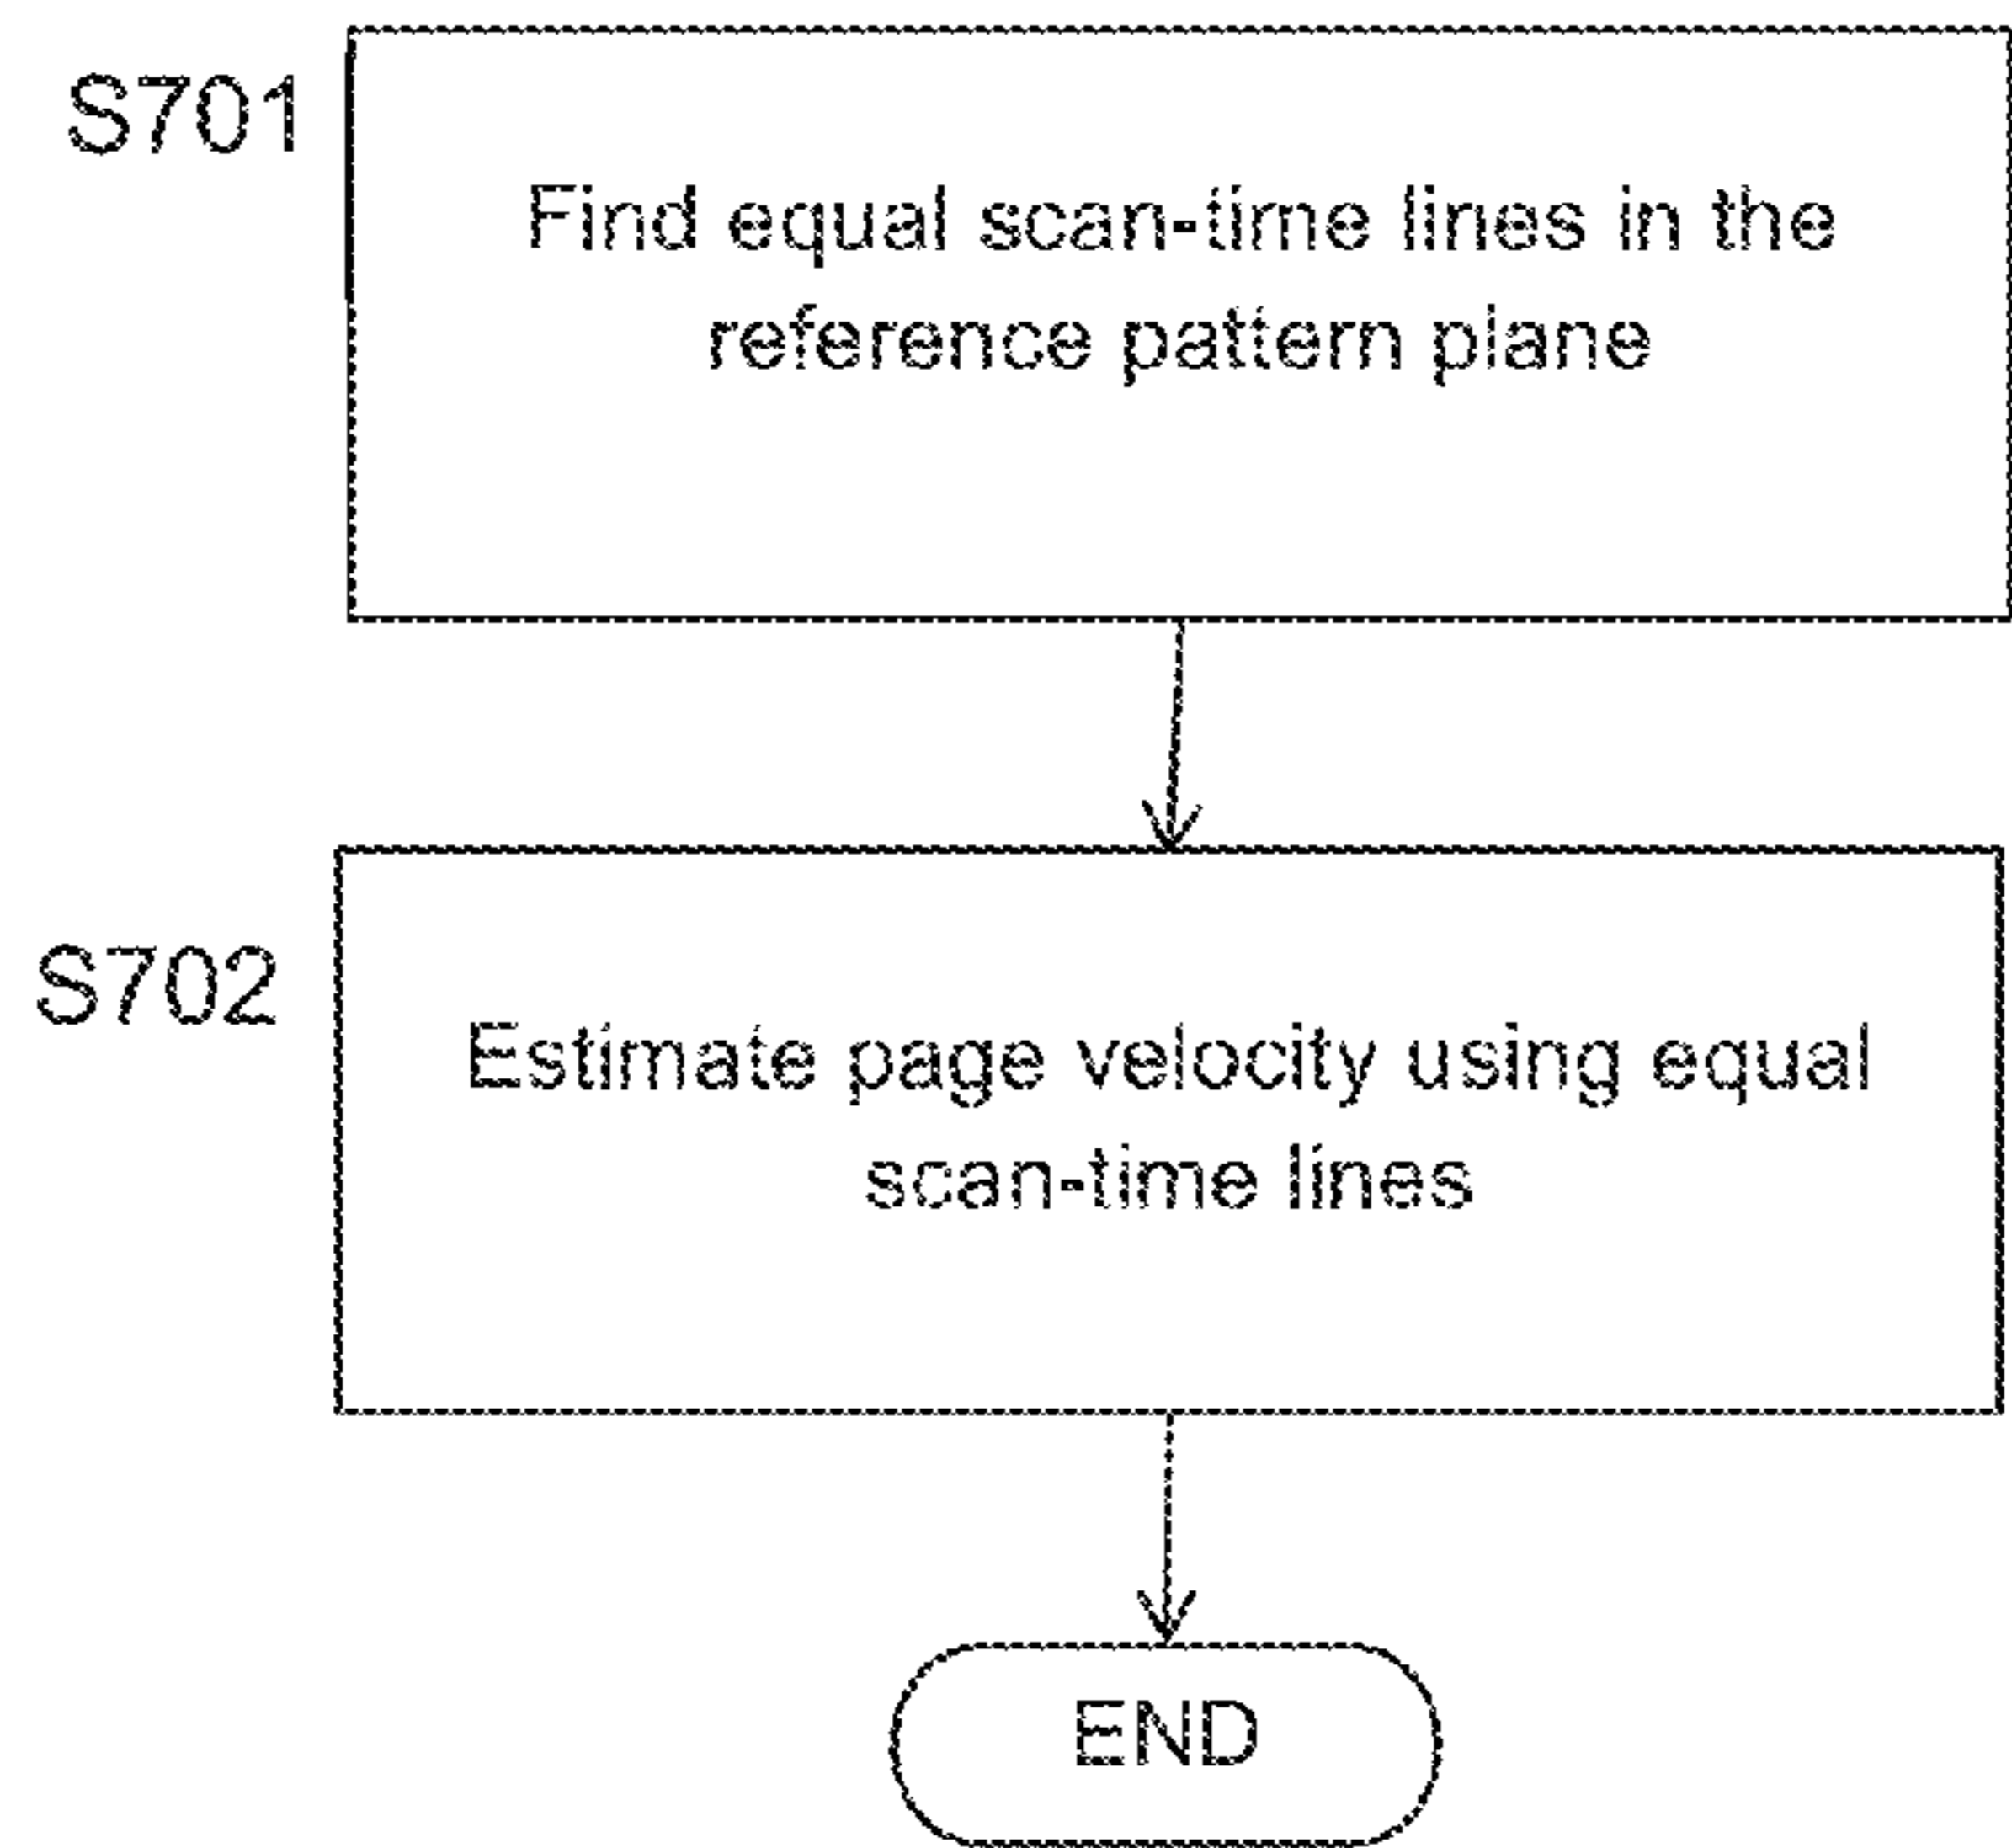 S701
Find equal scan-time lines in the
reference pattern plane
S702
Estimate page velocity using equal
scan-time lines
END